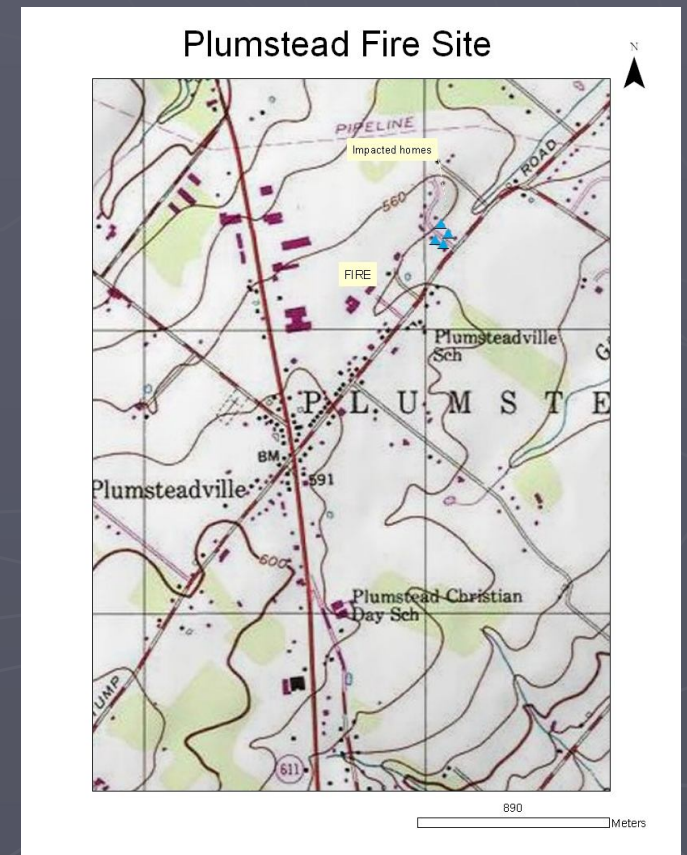 Plumstead Fire Site
N
PIPELINE
Impacted homes
ROAD
560
FIRE
Plumsteadville
Sch
G
P L U M S T E
BM
591
Plumsteadville
600
Plumstead Christian
Day Sch
TUMP
611
890
Meters